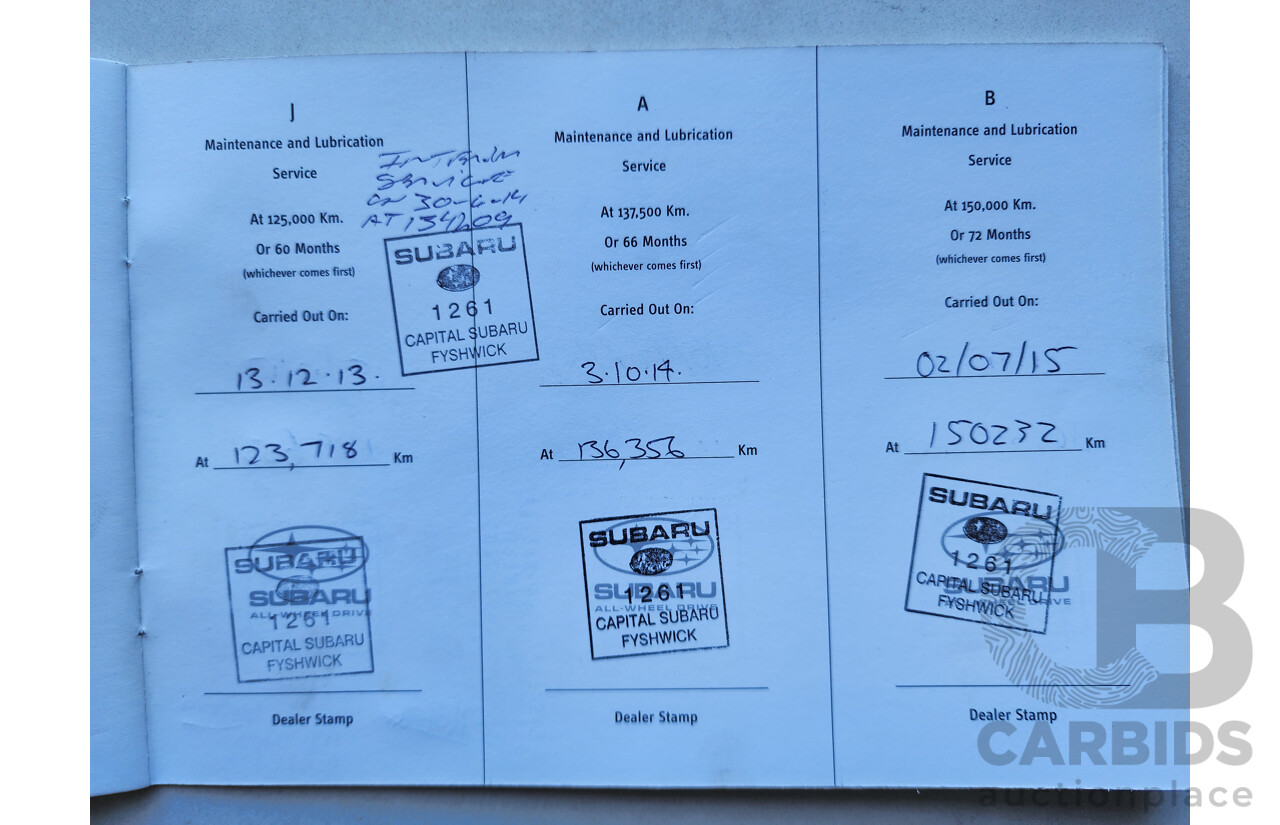 J
Maintenance and Lubrication
Service
At 125,000 Km.
Or 60 Months
(whichever comes first)
Carried Out On:
13.12.13.
At 123,718 Km
SUBARU
SUBARU
ALL-WHEEL DRIVE
1261
CAPITAL SUBARU
FYSHWICK
Dealer Stamp
Interim
Service
on 30-6-14
AT 134209
SUBARU
1261
CAPITAL SUBARU
FYSHWICK
A
Maintenance and Lubrication
Service
At 137,500 Km.
Or 66 Months
(whichever comes first)
Carried Out On:
3.10.14.
At 136,356 Km
SUBARU
SUBARU
1261
ALL-WHEEL DRIVE
CAPITAL SUBARU
FYSHWICK
Dealer Stamp
B
Maintenance and Lubrication
Service
At 150,000 Km.
Or 72 Months
(whichever comes first)
Carried Out On:
02/07/15
At 150232 Km
SUBARU
1261
SUBARU
CAPITAL SUBARU
FYSHWICK
Dealer Stamp
B
CARBIDS
auctionplace